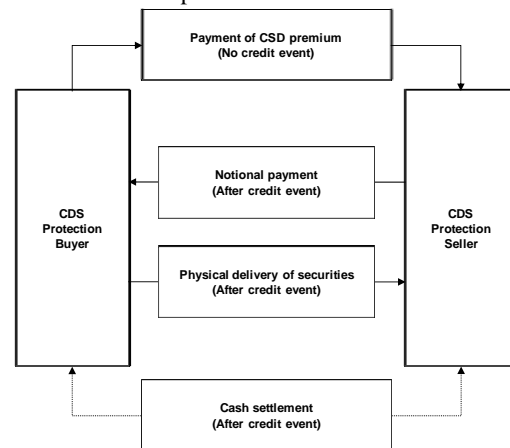 Payment of CSD premium
(No credit event)
CDS
Protection
Buyer
Notional payment
(After credit event)
CDS
Protection
Seller
Physical delivery of securities
(After credit event)
Cash settlement
(After credit event)